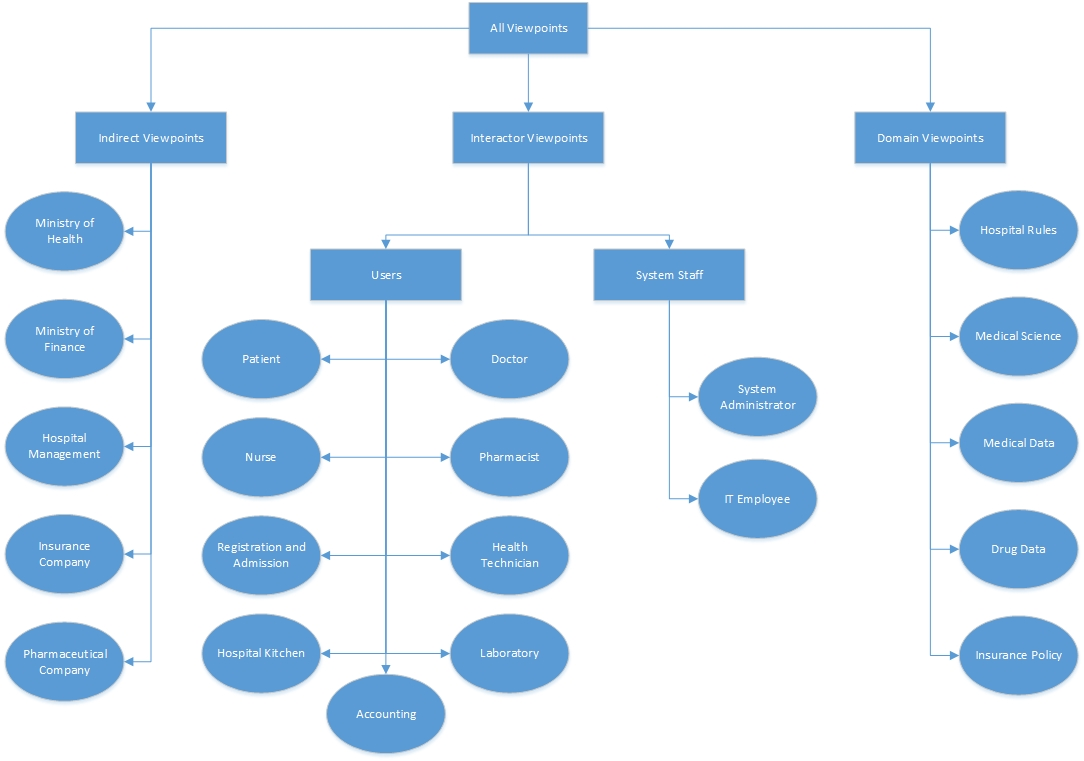 All Viewpoints
Indirect Viewpoints
Interactor Viewpoints
Domain Viewpoints
Ministry of
Health
Ministry of
Finance
Hospital
Management
Insurance
Company
Pharmaceutical
Company
Users
System Staff
Patient
Doctor
Nurse
Pharmacist
Registration and
Admission
Health
Technician
Hospital Kitchen
Laboratory
Accounting
System
Administrator
IT Employee
Hospital Rules
Medical Science
Medical Data
Drug Data
Insurance Policy